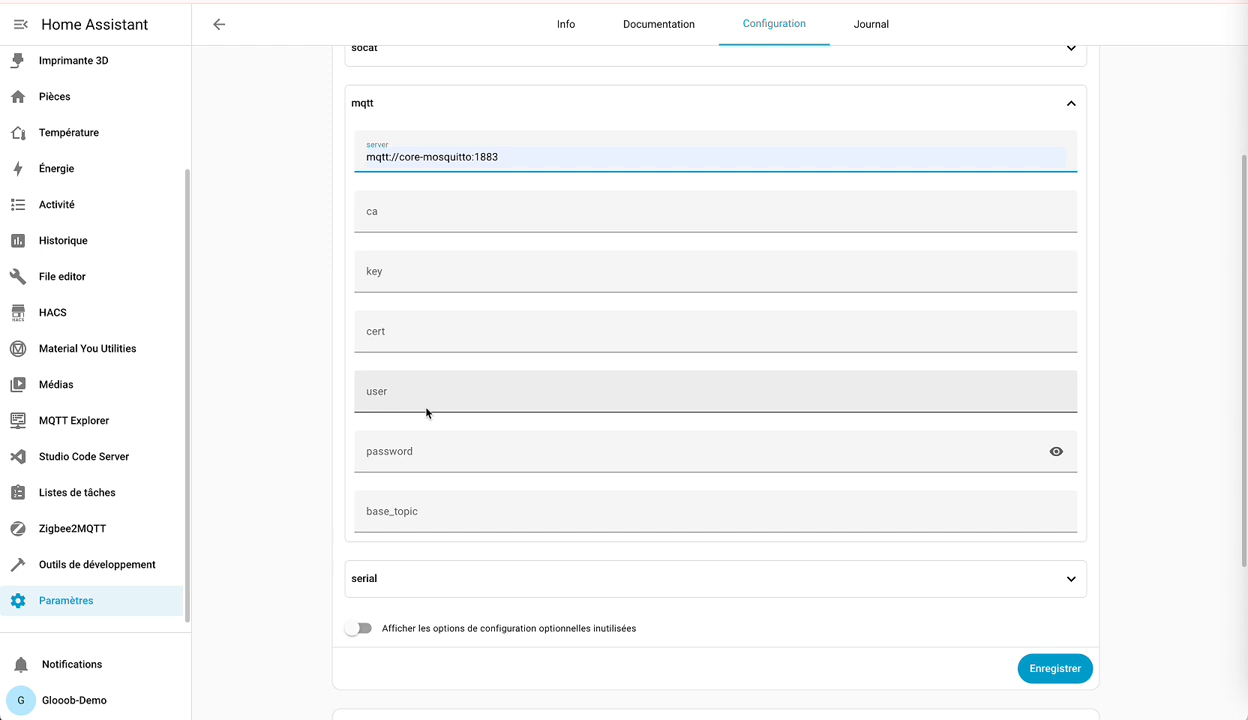 Home Assistant
Info
Documentation
Configuration
Journal
Imprimante 3D
Pièces
Température
Énergie
Activité
Historique
File editor
HACS
HACS
Material You Utilities
Médias
MQTT Explorer
Studio Code Server
Listes de tâches
Zigbee2MQTT
Outils de développement
Paramètres
Notifications
G
Glooob-Demo
socat
mqtt
server
mqtt://core-mosquitto:1883
ca
key
cert
user
password
base_topic
serial
Afficher les options de configuration optionnelles inutilisées
Enregistrer